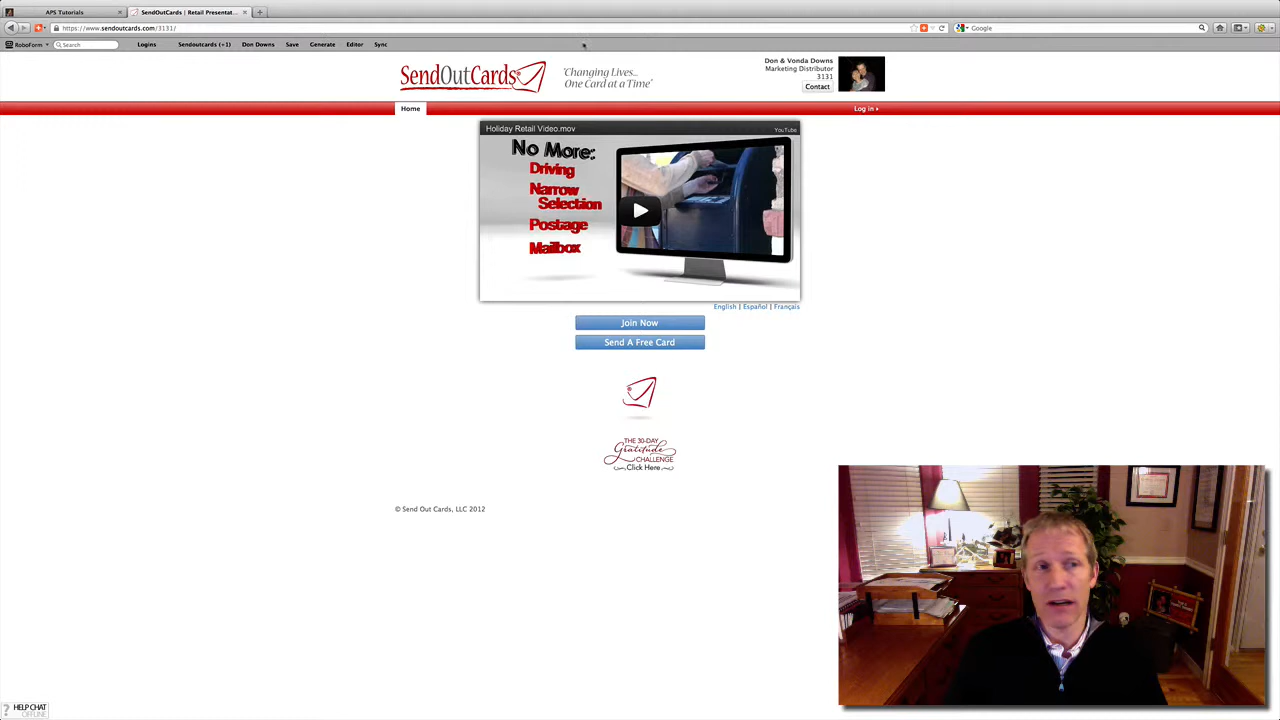 APS Tutorials
SendOutCards | Retail Presentat...
https://www.sendoutcards.com/3131/
Google
RoboForm
Search
Logins
Sendoutcards (+1)
Don Downs
Save
Generate
Editor
Sync
SendOutCards
'Changing Lives...
One Card at a Time'
Don & Vonda Downs
Marketing Distributor
3131
Contact
Home
Log in
Holiday Retail Video.mov
YouTube
No More:
Driving
Narrow
Selection
Postage
Mailbox
English | Español | Français
Join Now
Send A Free Card
THE 30-DAY
Gratitude
CHALLENGE
Click Here
© Send Out Cards, LLC 2012
? HELP CHAT
OFFLINE